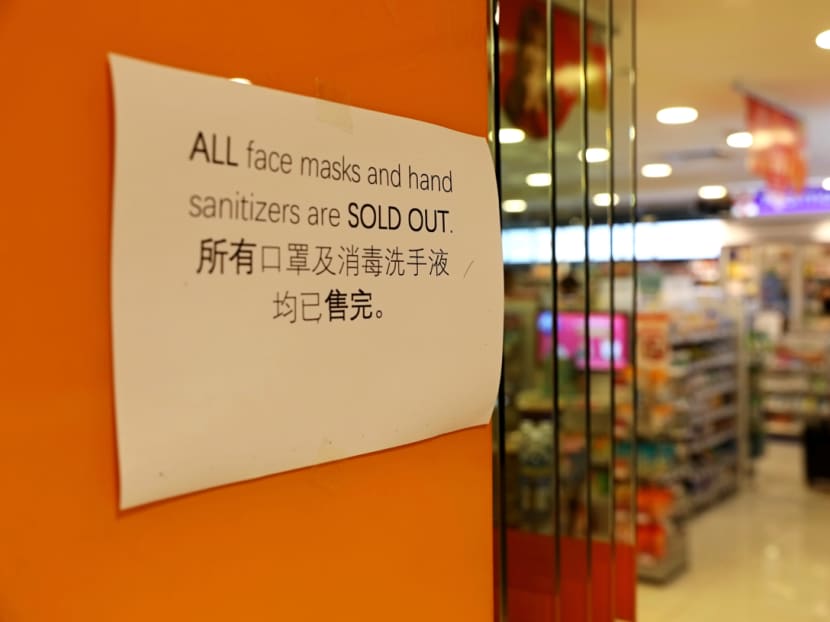 ALL face masks and hand
sanitizers are SOLD OUT.
所有口罩及消毒洗手液
均已售完。